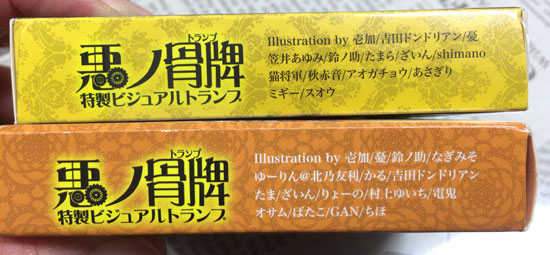 トランプ
悪ノ骨牌
特製ビジュアルトランプ
Illustration by 壱加/吉田ドンドリアン/憂
笠井あゆみ/鈴ノ助/たまら/ざいん/shimano
猫将軍/秋赤音/アオガチョウ/あさぎり
ミギー/スオウ
トランプ
悪ノ骨牌
特製ビジュアルトランプ
Illustration by 壱加/憂/鈴ノ助/なぎみそ
ゆーりん@北乃友利/かる/吉田ドンドリアン
たま/ざいん/りょーの/村上ゆいち/電鬼
オサム/ぽたこ/GAN/ちほ